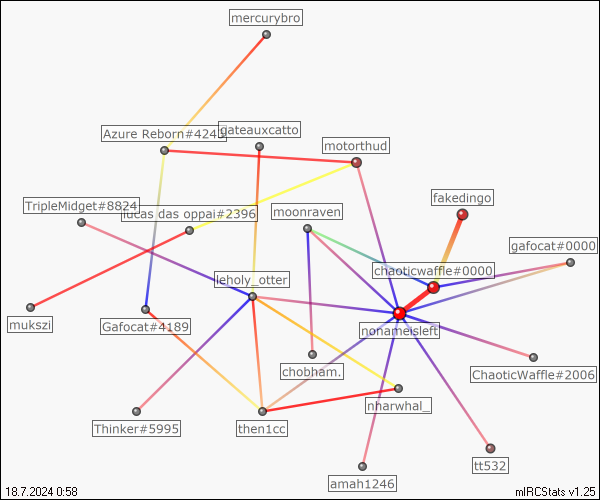 mercurybro
Azure Reborn#424
gateauxcatto
motorthud
TripleMidget#8824
lucas das oppai#2396
moonraven
fakedingo
gafocat#0000
chaoticwaffle#0000
leholy_otter
mukszi
Gafocat#4189
nonameisleft
chobham.
ChaoticWaffle#2006
nharwhal_
Thinker#5995
then1cc
tt532
amah1246
18.7.2024 0:58
mIRCStats v1.25